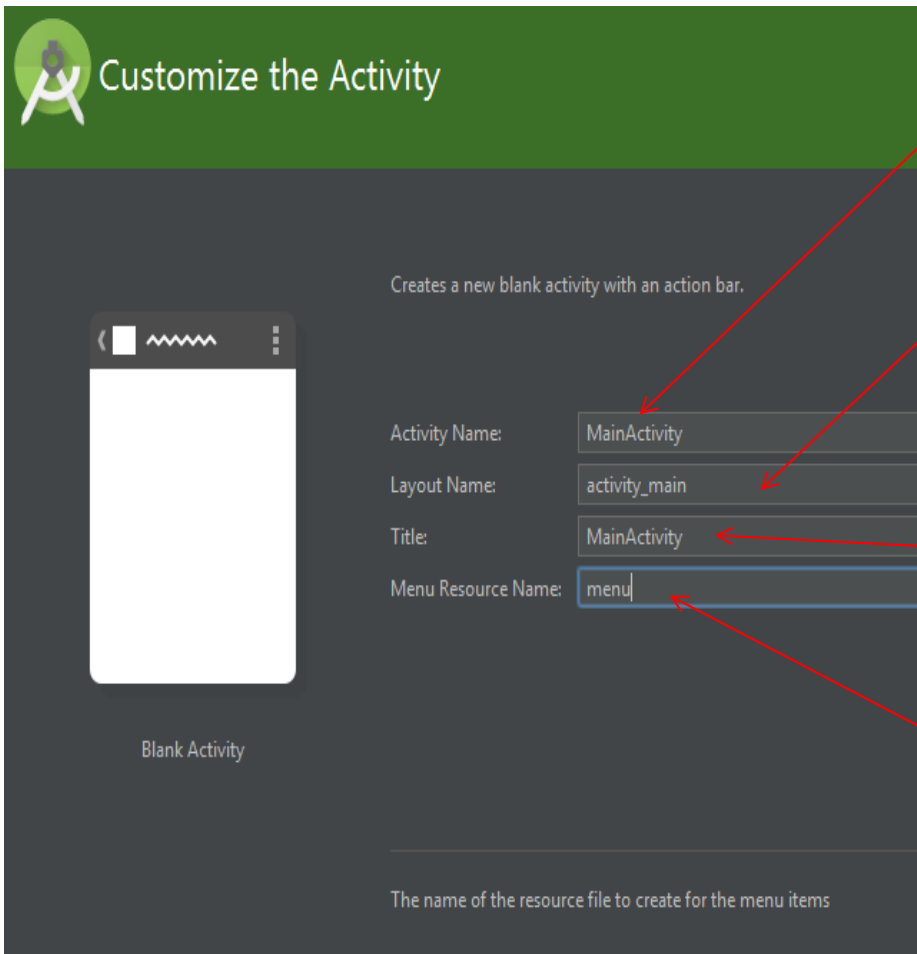 Customize the Activity
Creates a new blank activity with an action bar.
Activity Name: MainActivity
Layout Name: activity_main
Title: MainActivity
Menu Resource Name: menu
Blank Activity
The name of the resource file to create for the menu items